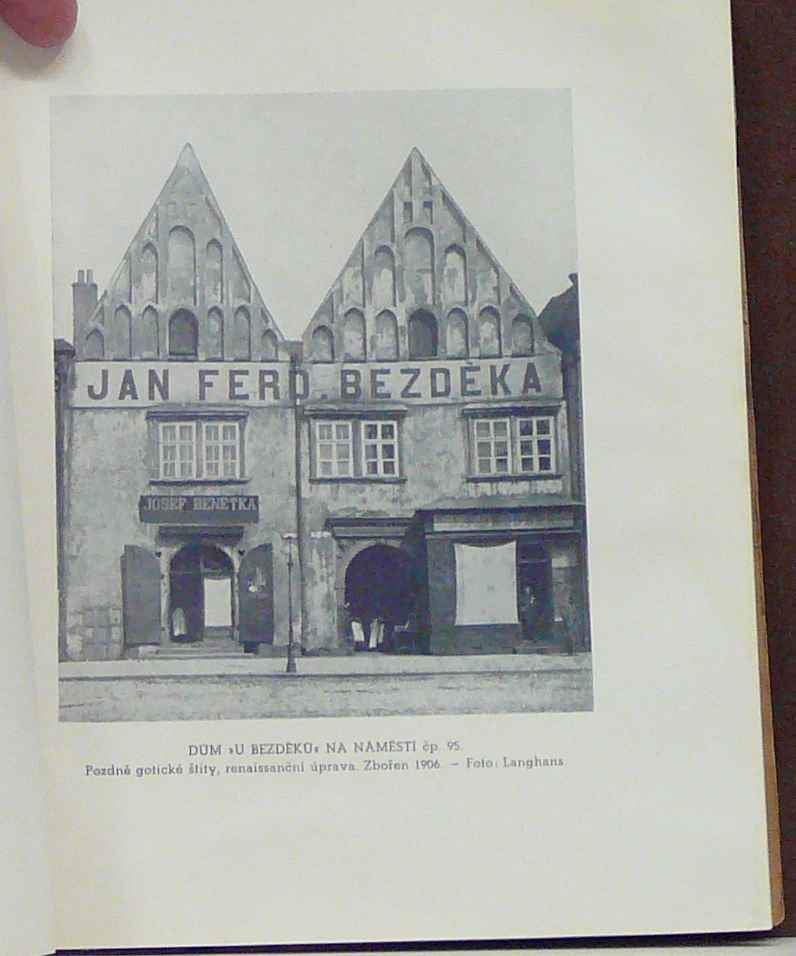 JAN FERD. BEZDĚKA
JOSEF BENETKA
DŮM »U BEZDĚKŮ« NA NÁMĚSTÍ čp. 95.
Pozdně gotické štíty, renaissanční úprava. Zbořen 1906. — Foto: Langhans